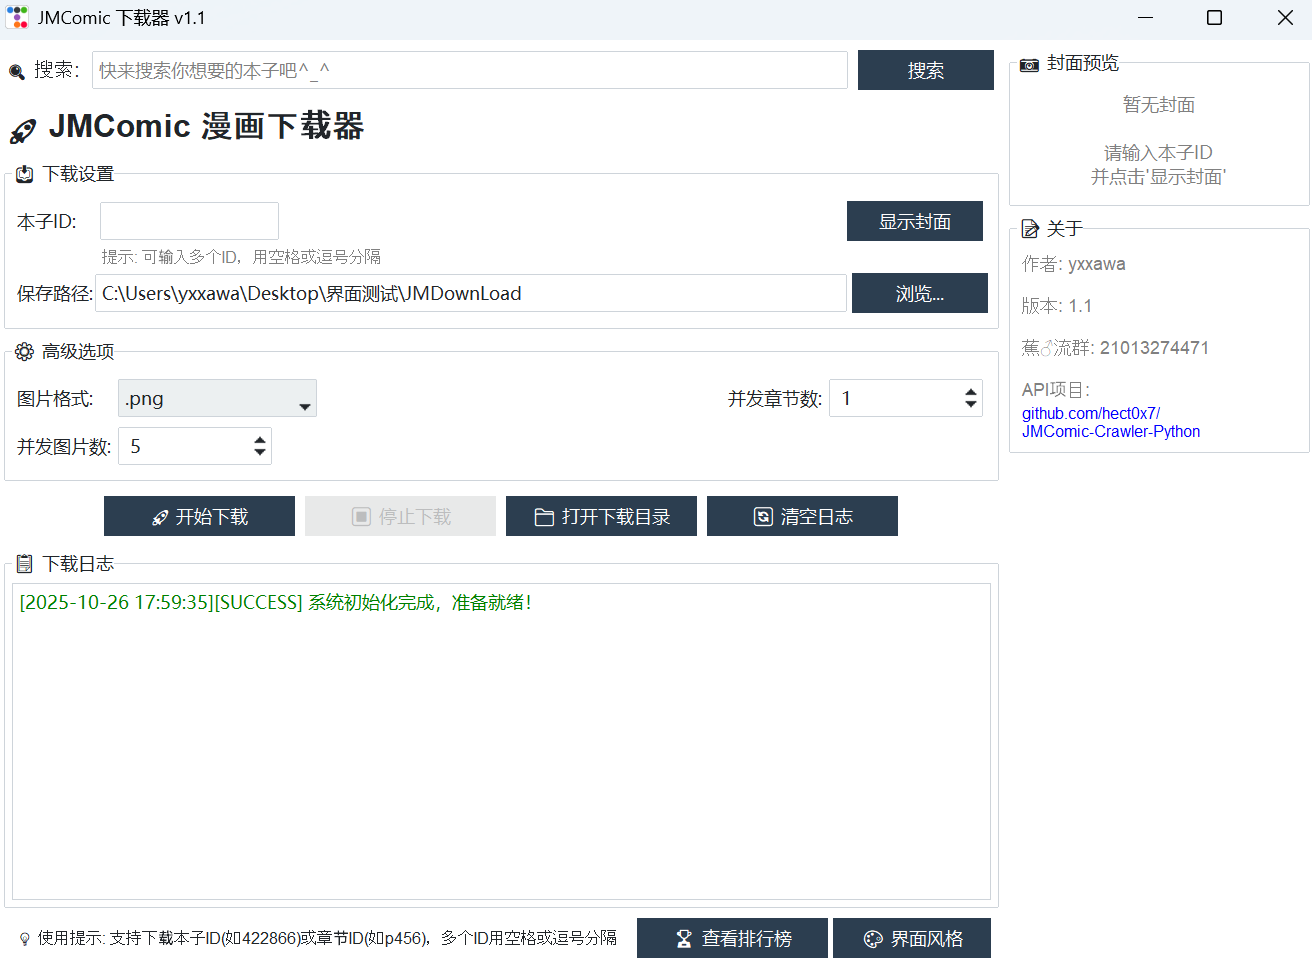 JMComic 下载器 v1.1
搜索: 快来搜索你想要的本子吧^_^ 搜索
JMComic 漫画下载器
下载设置
本子ID: 显示封面
提示: 可输入多个ID，用空格或逗号分隔
保存路径: C:\Users\yxxawa\Desktop\界面测试\JMDownLoad 浏览...
高级选项
图片格式: .png 并发章节数: 1
并发图片数: 5
开始下载 停止下载 打开下载目录 清空日志
下载日志
[2025-10-26 17:59:35][SUCCESS] 系统初始化完成，准备就绪！
使用提示: 支持下载本子ID(如422866)或章节ID(如p456)，多个ID用空格或逗号分隔 查看排行榜 界面风格
封面预览
暂无封面
请输入本子ID
并点击'显示封面'
关于
作者: yxxawa
版本: 1.1
蕉♂流群: 21013274471
API项目:
github.com/hect0x7/
JMComic-Crawler-Python